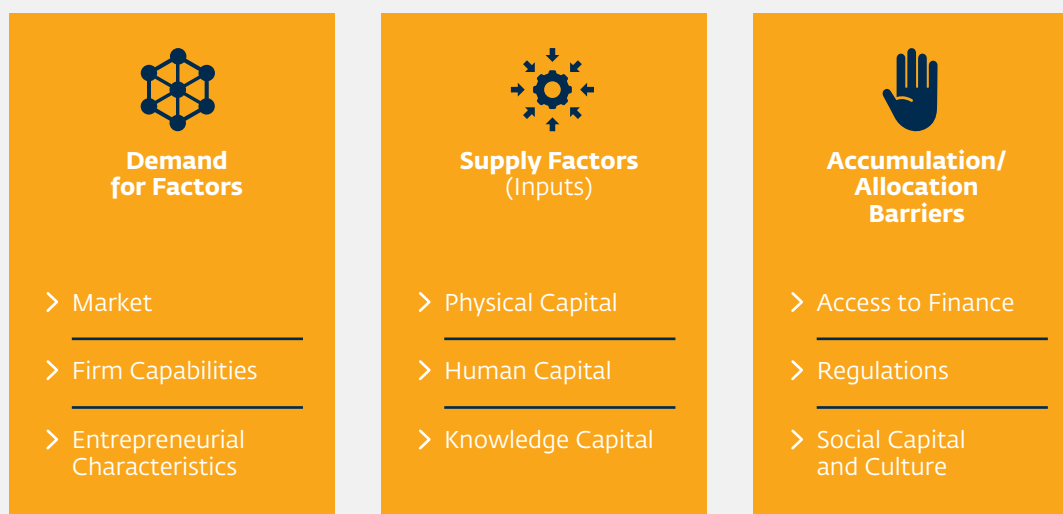 Demand
for Factors
Market
Firm Capabilities
Entrepreneurial
Characteristics
Supply Factors
(Inputs)
Physical Capital
Human Capital
Knowledge Capital
Accumulation/
Allocation
Barriers
Access to Finance
Regulations
Social Capital
and Culture